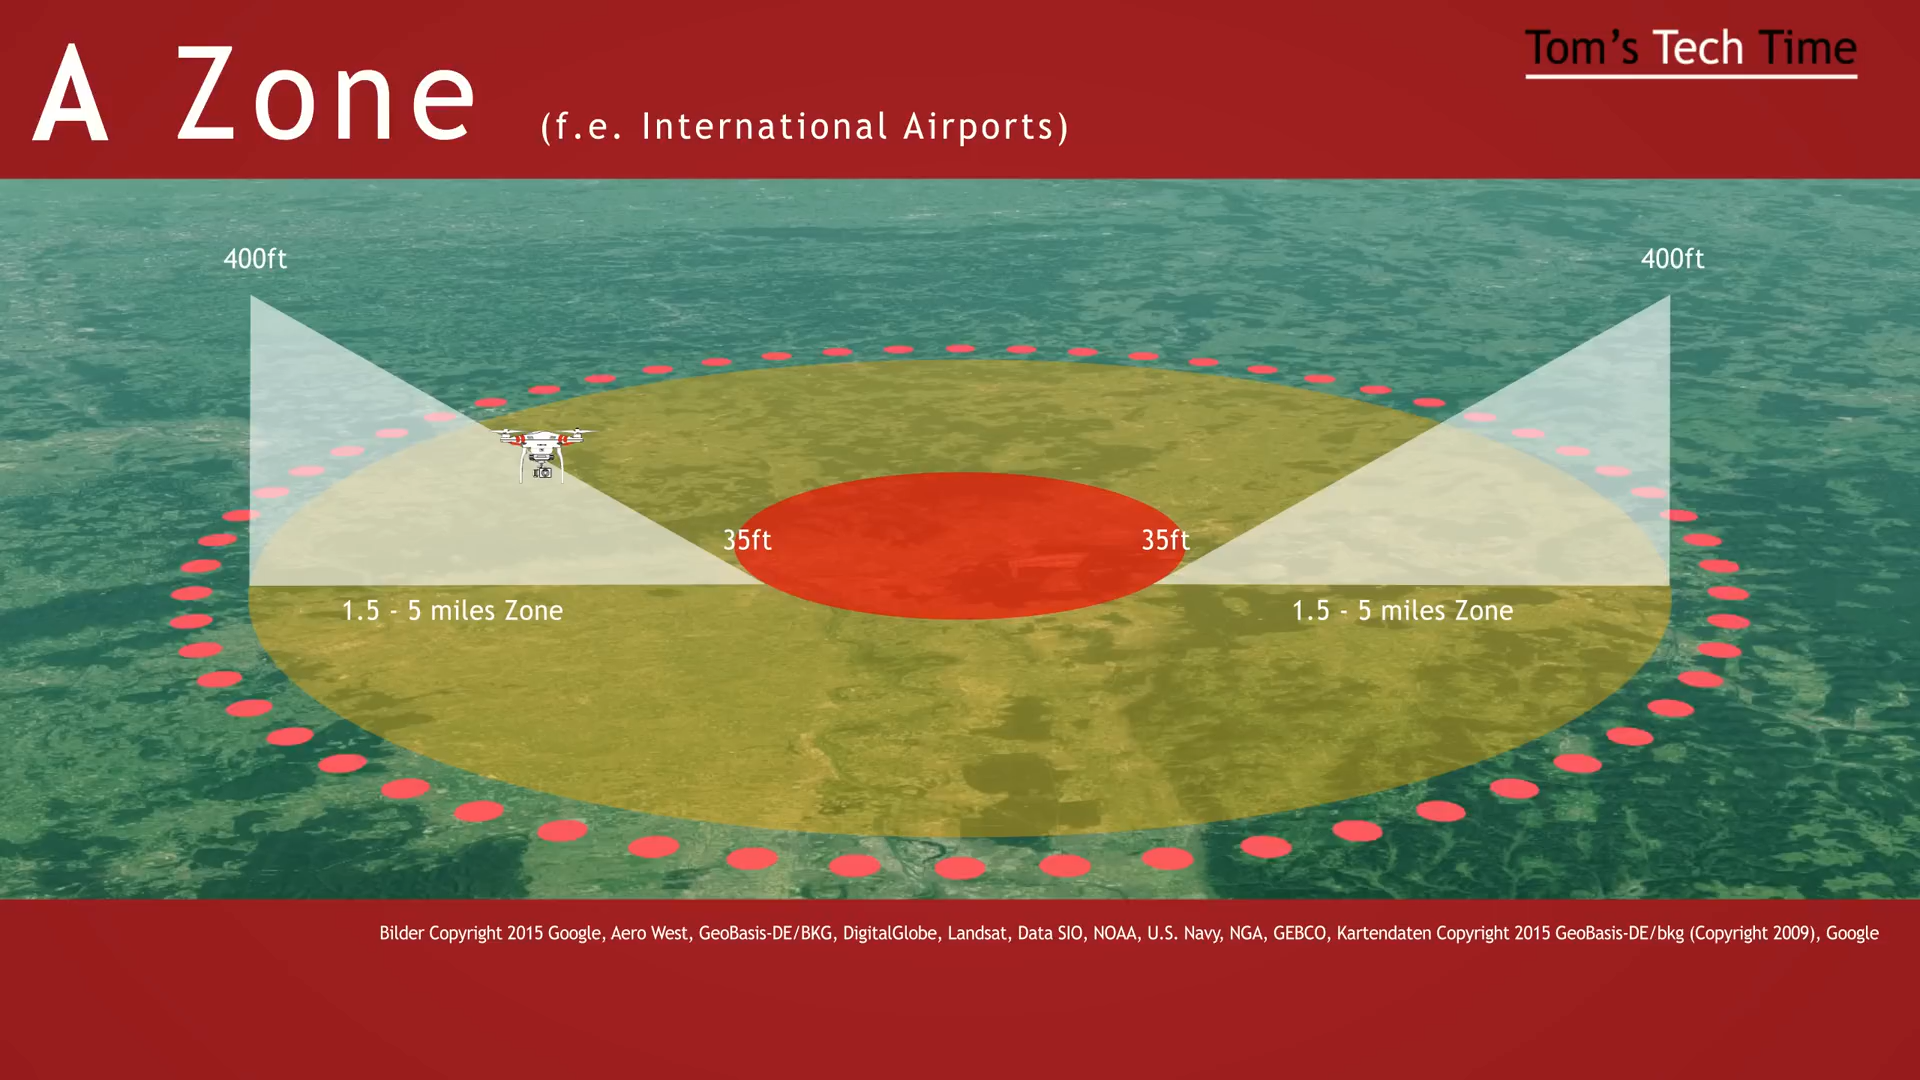 A Zone (f.e. International Airports)
Tom's Tech Time
400ft
400ft
35ft
35ft
1.5 - 5 miles Zone
1.5 - 5 miles Zone
Bilder Copyright 2015 Google, Aero West, GeoBasis-DE/BKG, DigitalGlobe, Landsat, Data SIO, NOAA, U.S. Navy, NGA, GEBCO, Kartendaten Copyright 2015 GeoBasis-DE/bkg (Copyright 2009), Google